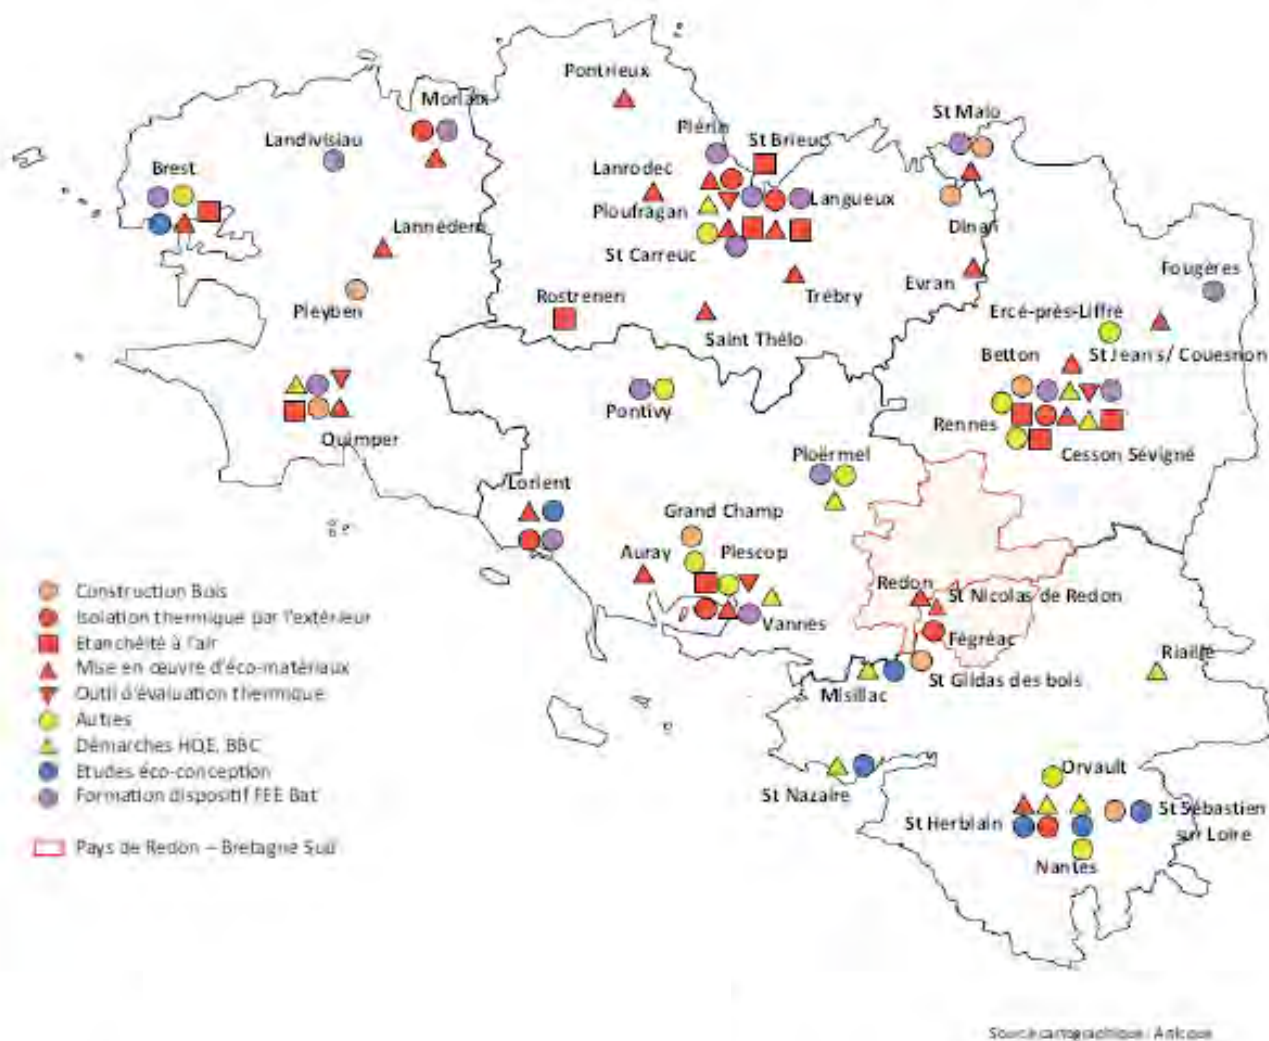 Pontrieux
St Malo
Morlaix
Plérin
St Brieuc
Landivisiau
Brest
Lanrodec
Langueux
Ploufragan
Dinan
Lannédern
St Carreuc
Fougères
Evran
Trébry
Rostrenen
Pleyben
Ercé-près-Liffré
Saint Thélo
Betton
St Jean s/ Couesnon
Pontivy
Rennes
Quimper
Cesson Sévigné
Ploërmel
Lorient
Grand Champ
Auray
Plescop
Redon
St Nicolas de Redon
Vannes
Fégréac
Riaillé
St Gildas des bois
Misillac
Orvault
St Nazaire
St Herblain
St Sébastien
sur Loire
Nantes
Construction Bois
Isolation thermique par l'extérieur
Etanchéité à l'air
Mise en œuvre d'éco-matériaux
Outil d'évaluation thermique
Autres
Démarches HQE, BBC
Etudes éco-conception
Formation dispositif FEE Bat
Pays de Redon – Bretagne Sud
Source cartographique :